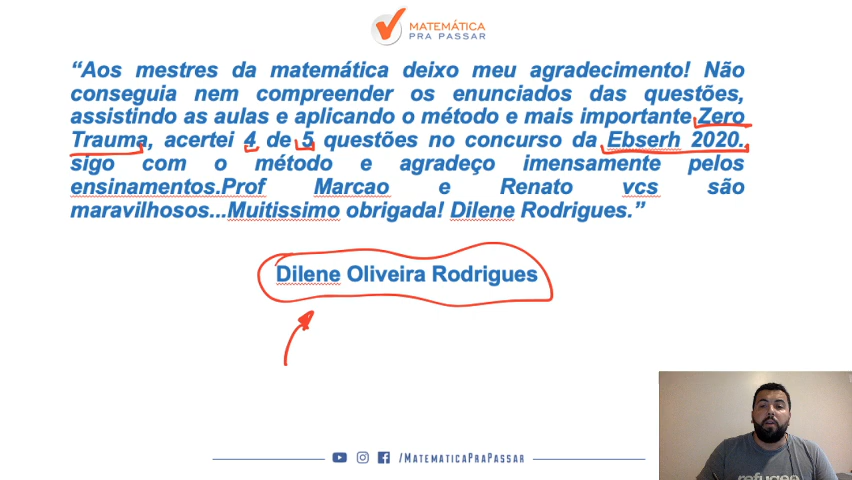 MATEMÁTICA
PRA PASSAR
“Aos mestres da matemática deixo meu agradecimento! Não
conseguia nem compreender os enunciados das questões,
assistindo as aulas e aplicando o método e mais importante Zero
Trauma, acertei 4 de 5 questões no concurso da Ebserh 2020.,
sigo com o método e agradeço imensamente pelos
ensinamentos.Prof Marcao e Renato vcs são
maravilhosos...Muitissimo obrigada! Dilene Rodrigues.”
Dilene Oliveira Rodrigues
/MATEMATICAPRAPASSAR
refugee